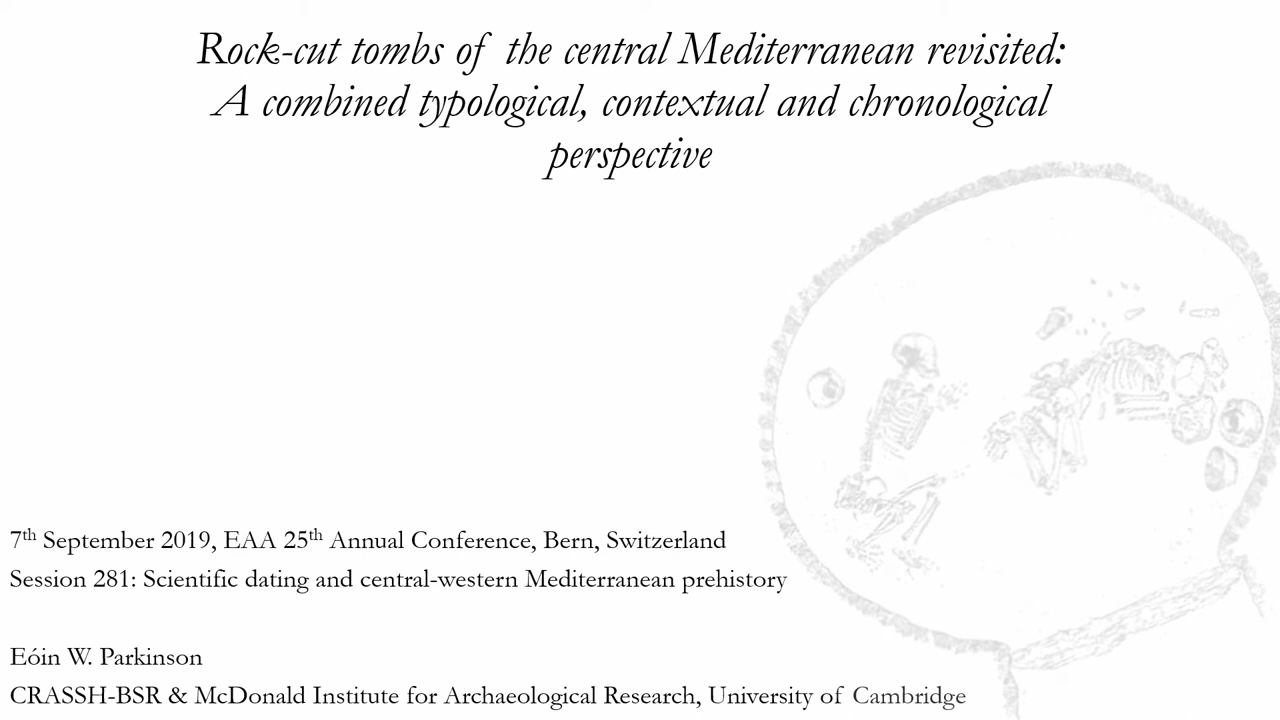 Rock-cut tombs of the central Mediterranean revisited:
A combined typological, contextual and chronological
perspective
7th September 2019, EAA 25th Annual Conference, Bern, Switzerland
Session 281: Scientific dating and central-western Mediterranean prehistory
Eóin W. Parkinson
CRASSH-BSR & McDonald Institute for Archaeological Research, University of Cambridge